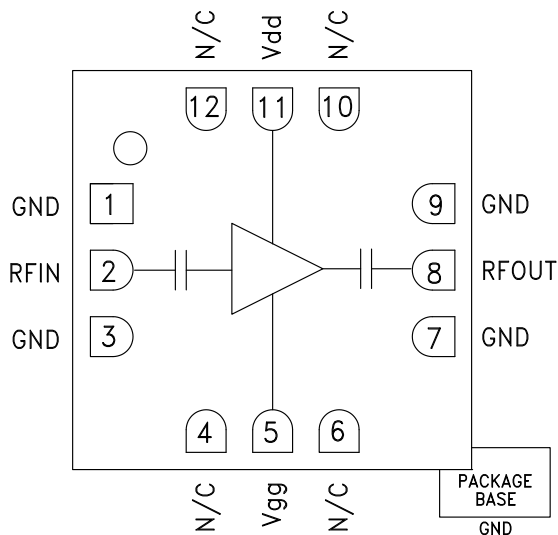 N/C Vdd N/C
12 11 10
GND 1 9 GND
RFIN 2 8 RFOUT
GND 3 7 GND
4 5 6
N/C Vgg N/C
PACKAGE
BASE
GND